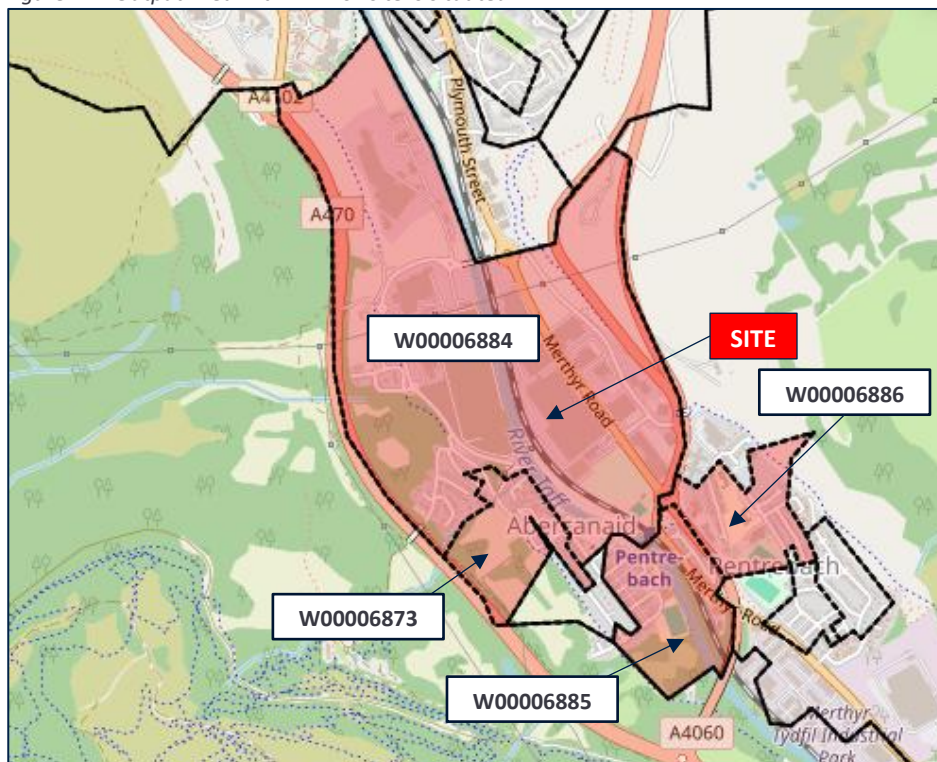 A4102
Plymouth Street
A470
W00006884
SITE
Merthyr Road
W00006886
River Taff
Abercanaid
Pentre-
bach
Pentrebach
Merthyr Road
W00006873
W00006885
A4060
Merthyr
Tydfil Industrial
Park